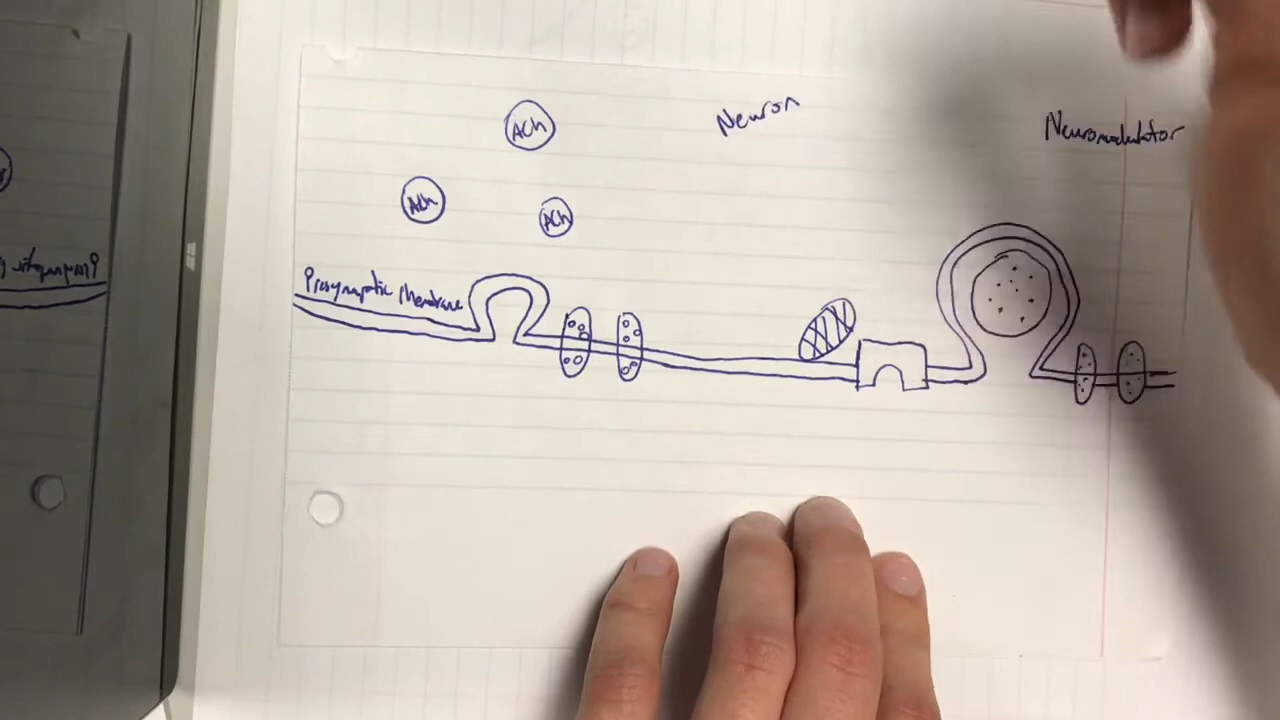 ACh
Neuron
Neuromodulator
ACh
ACh
Presynaptic Membrane